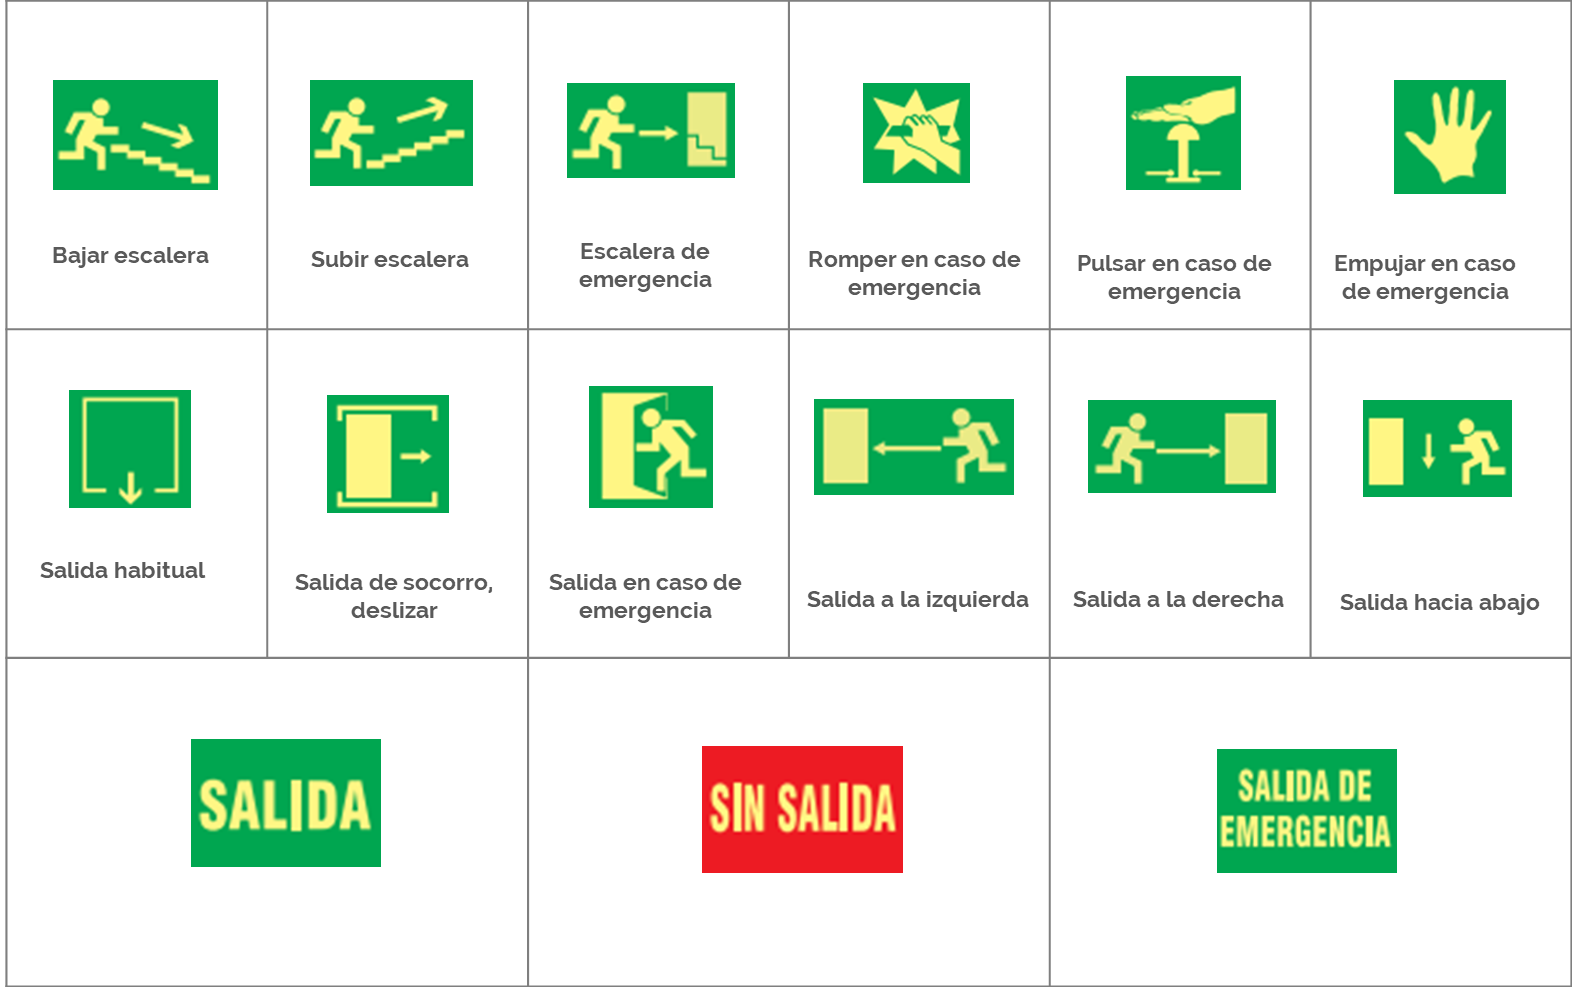 Bajar escalera
Subir escalera
Escalera de
emergencia
Romper en caso de
emergencia
Pulsar en caso de
emergencia
Empujar en caso
de emergencia
Salida habitual
Salida de socorro,
deslizar
Salida en caso de
emergencia
Salida a la izquierda
Salida a la derecha
Salida hacia abajo
SALIDA
SIN SALIDA
SALIDA DE
EMERGENCIA